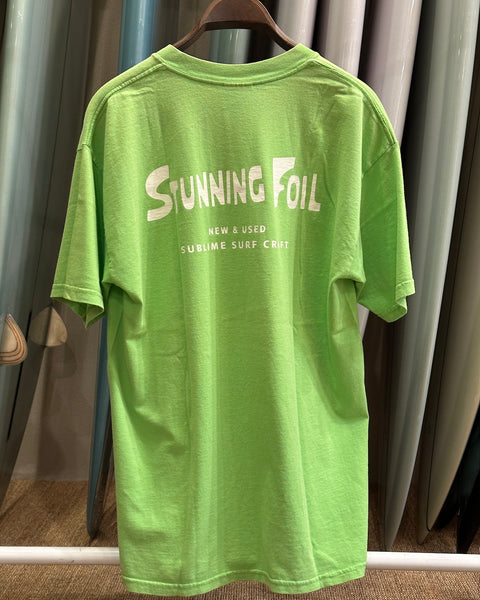 STUNNING FOIL
NEW & USED
SUBLIME SURF CRAFT